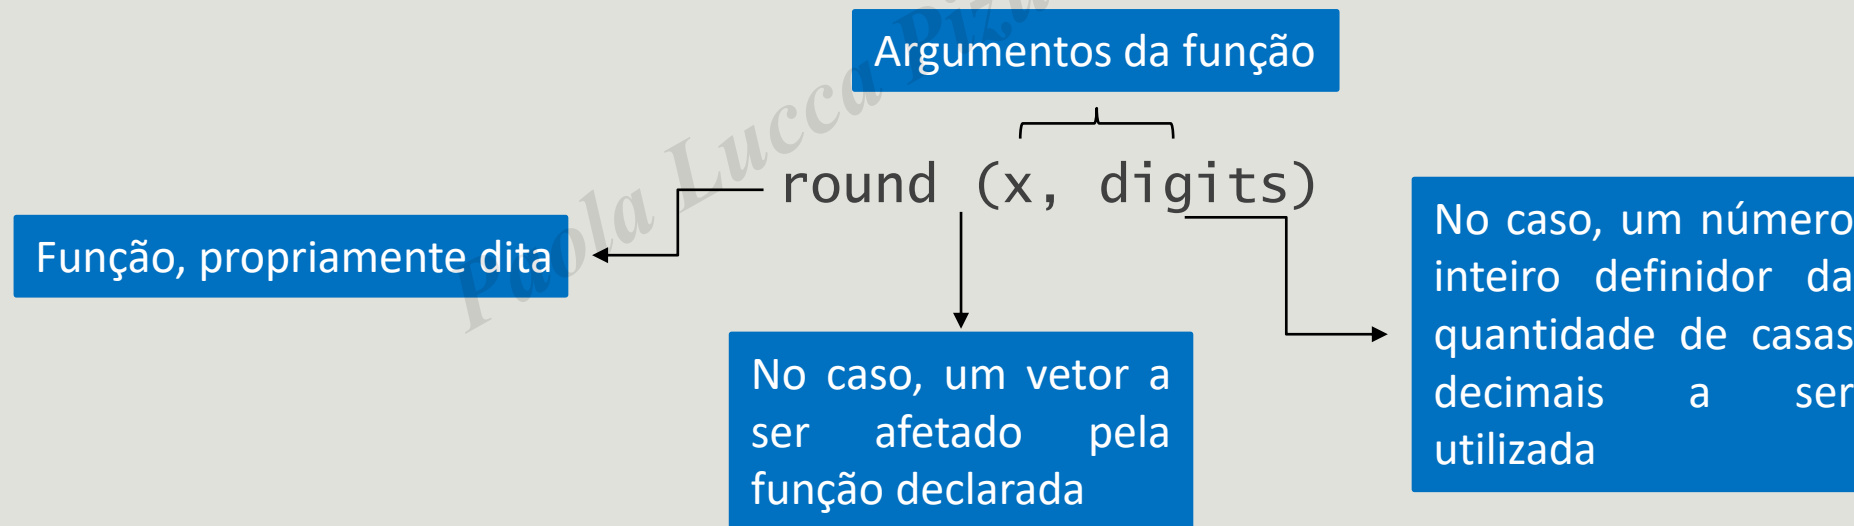 Argumentos da função
round (x, digits)
Função, propriamente dita
No caso, um vetor a
ser afetado pela
função declarada
No caso, um número
inteiro definidor da
quantidade de casas
decimais a ser
utilizada
Paola Lucca